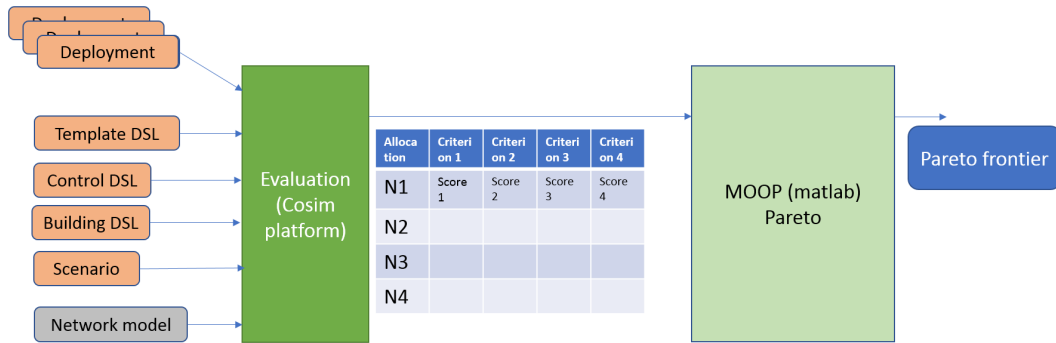 Deployment
Deployment
Deployment
Template DSL
Control DSL
Building DSL
Scenario
Network model
Evaluation
(Cosim
platform)
Alloca Criteri Criteri Criteri Criteri
tion on 1 on 2 on 3 on 4
N1 Score Score Score Score
1 2 3 4
N2
N3
N4
MOOP (matlab)
Pareto
Pareto frontier